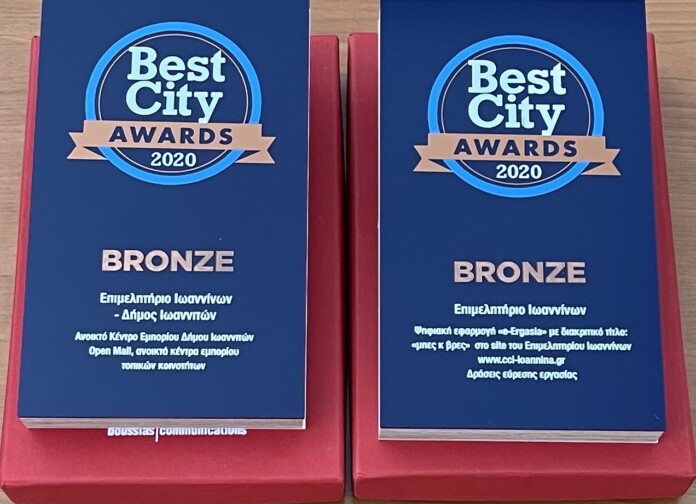 Best
City
AWARDS
2020
BRONZE
Επιμελητήριο Ιωαννίνων
- Δήμος Ιωαννιτών
Ανοικτό Κέντρο Εμπορίου Δήμου Ιωαννιτών
Open Mall, ανοικτά κέντρα εμπορίου
τοπικών κοινοτήτων
boussias communications
Best
City
AWARDS
2020
BRONZE
Επιμελητήριο Ιωαννίνων
Ψηφιακή εφαρμογή «e-Ergasia» με διακριτικό τίτλο:
«μπες κ βρες» στο site του Επιμελητηρίου Ιωαννίνων
www.cci-ioannina.gr
Δράσεις εύρεσης εργασίας